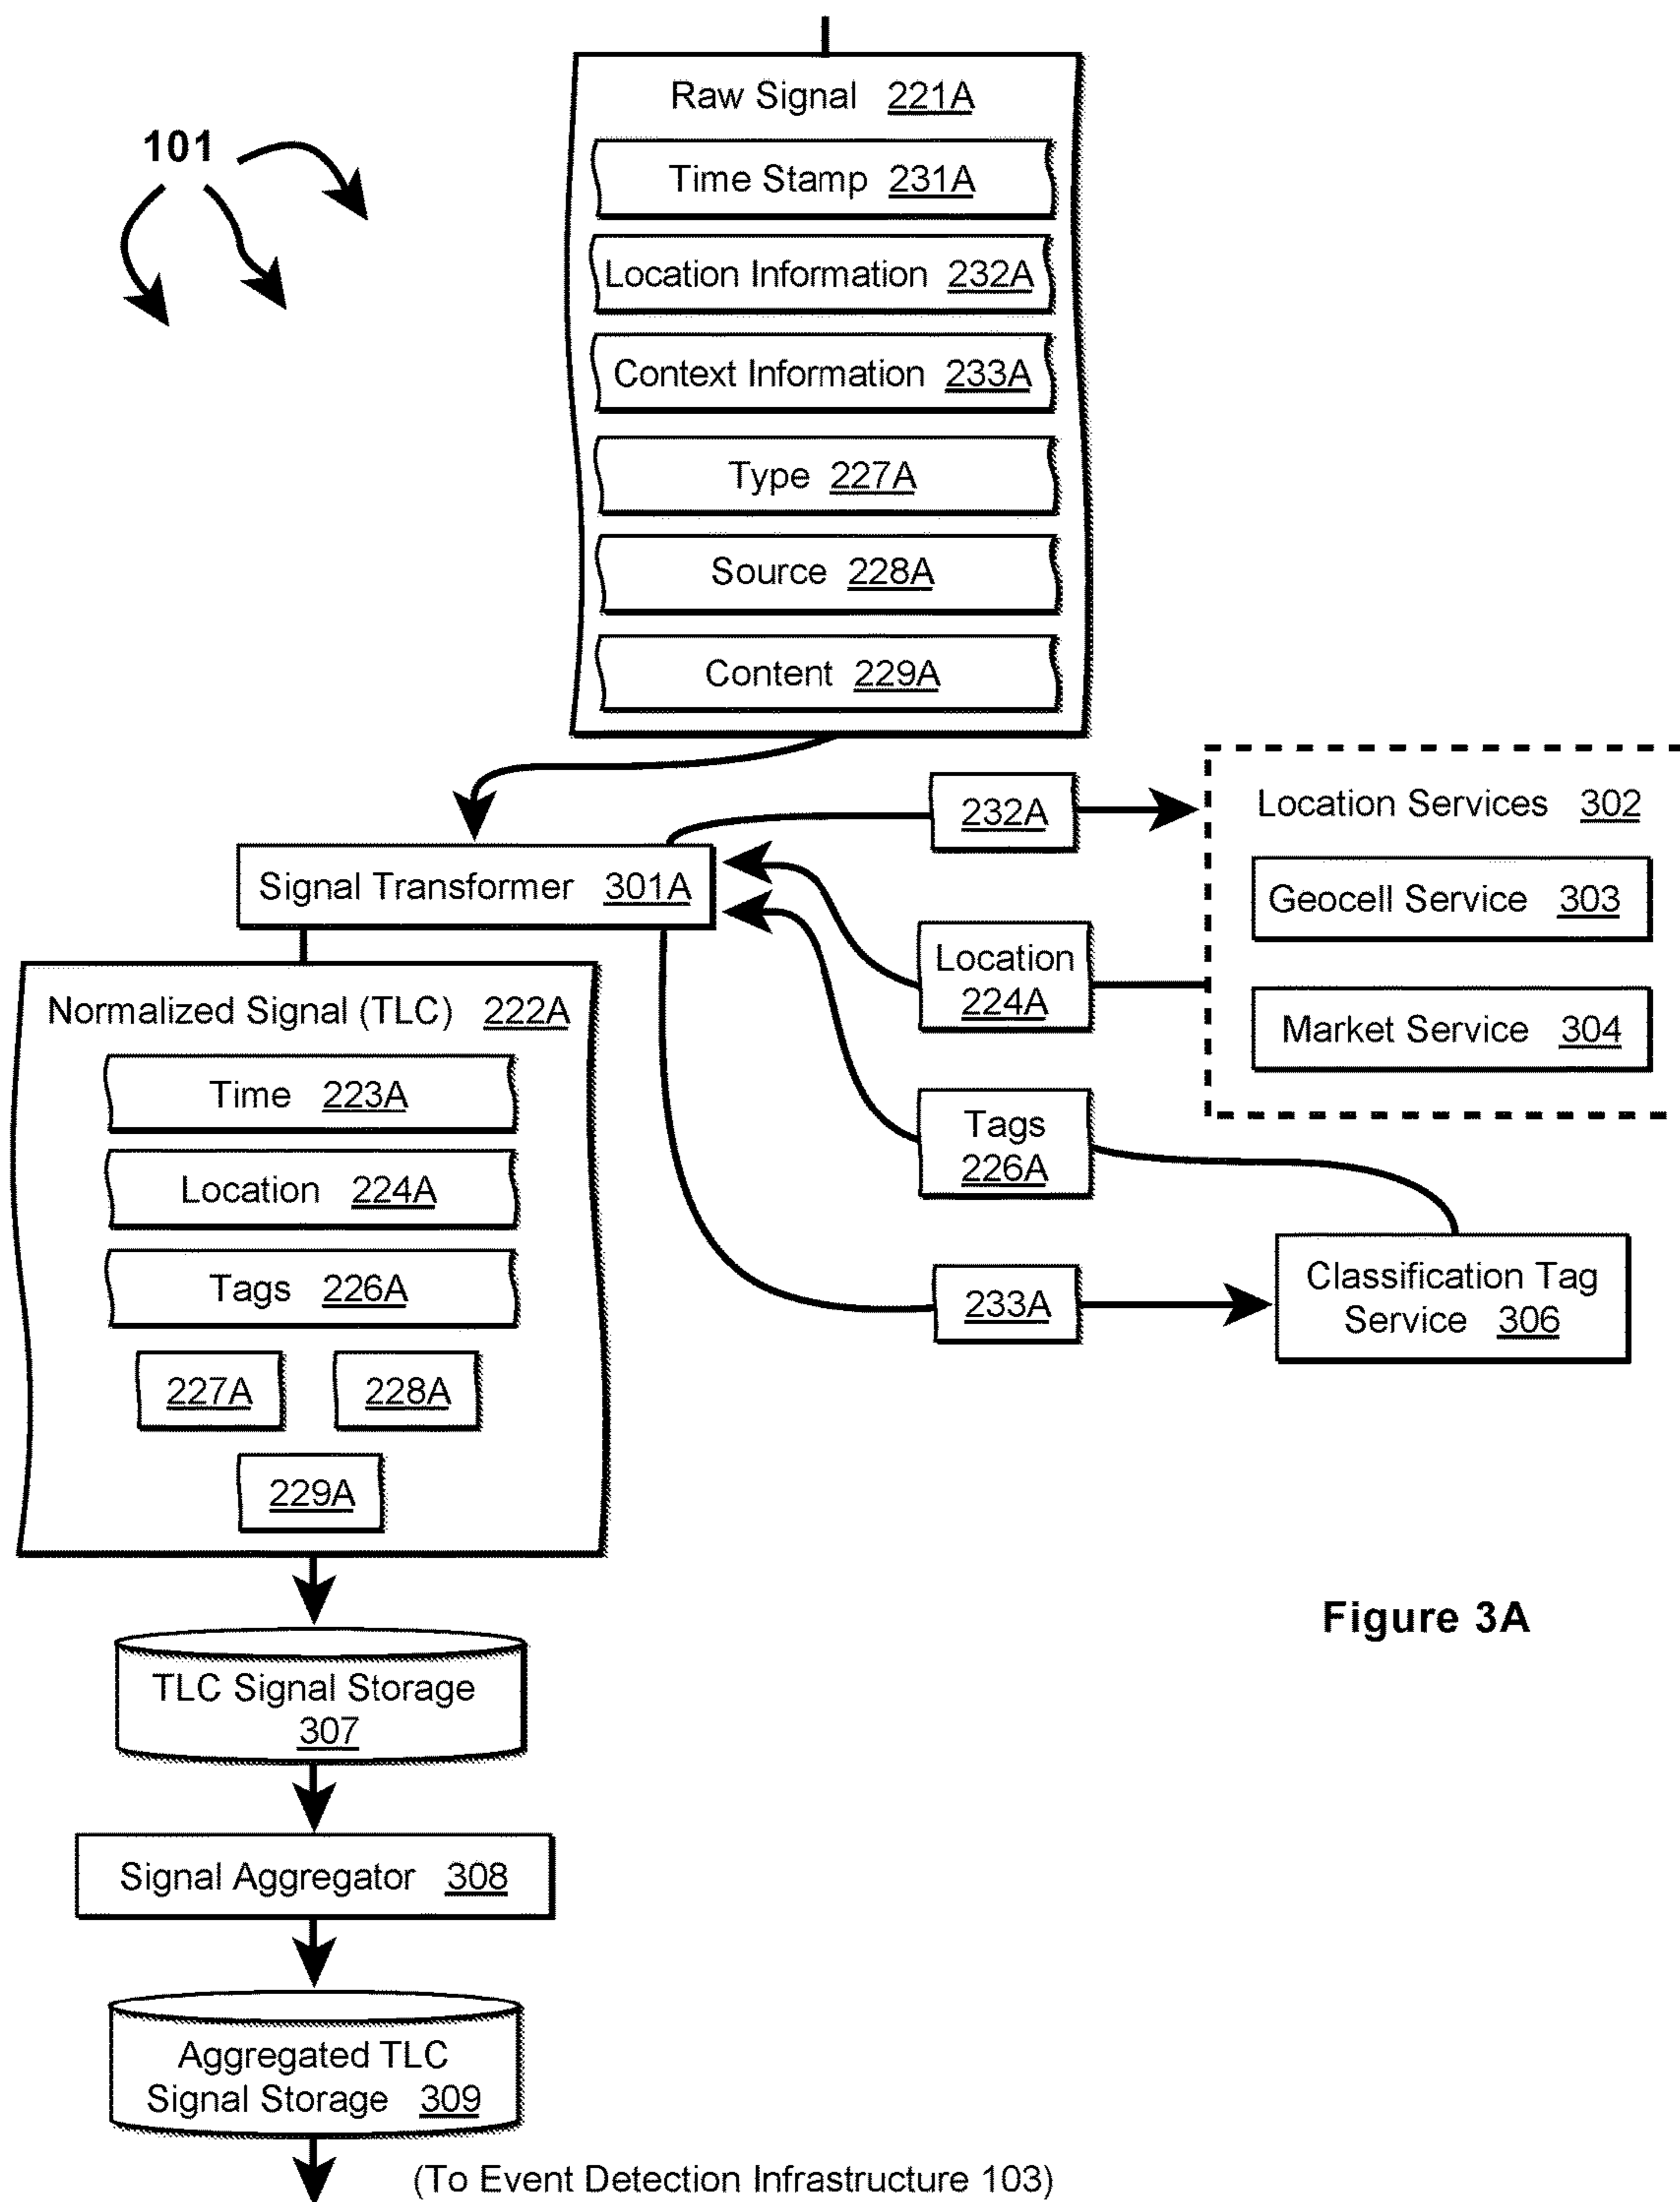 101
Raw Signal 221A
Time Stamp 231A
Location Information 232A
Context Information 233A
Type 227A
Source 228A
Content 229A
232A
Location Services 302
Geocell Service 303
Market Service 304
Signal Transformer 301A
Location
224A
Tags
226A
233A
Classification Tag
Service 306
Normalized Signal (TLC) 222A
Time 223A
Location 224A
Tags 226A
227A
228A
229A
TLC Signal Storage
307
Signal Aggregator 308
Aggregated TLC
Signal Storage 309
(To Event Detection Infrastructure 103)
Figure 3A